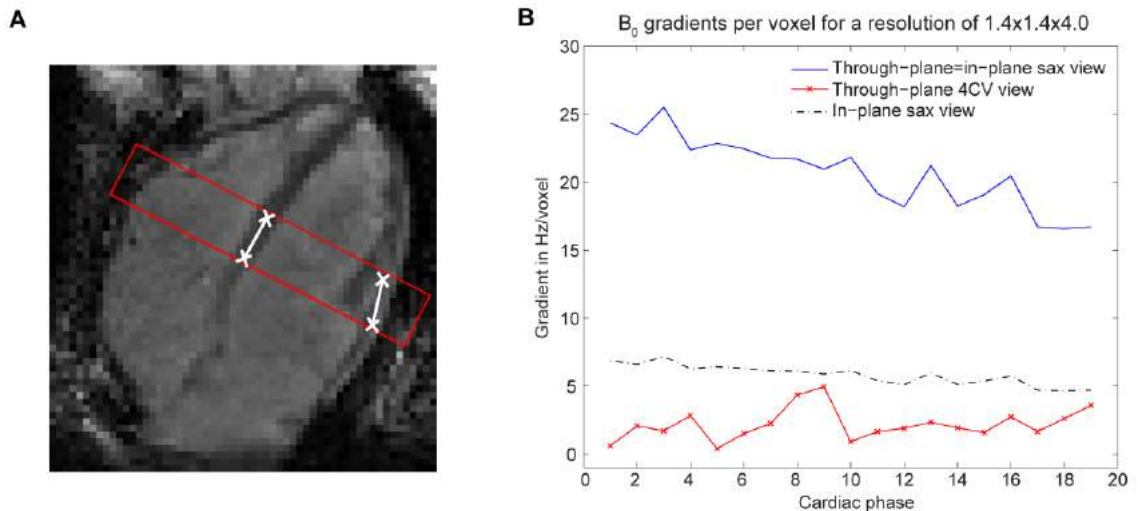 A
B
B₀ gradients per voxel for a resolution of 1.4x1.4x4.0
Through-plane=in-plane sax view
Through-plane 4CV view
In-plane sax view
Gradient in Hz/voxel
30
25
20
15
10
5
0
0 2 4 6 8 10 12 14 16 18 20
Cardiac phase